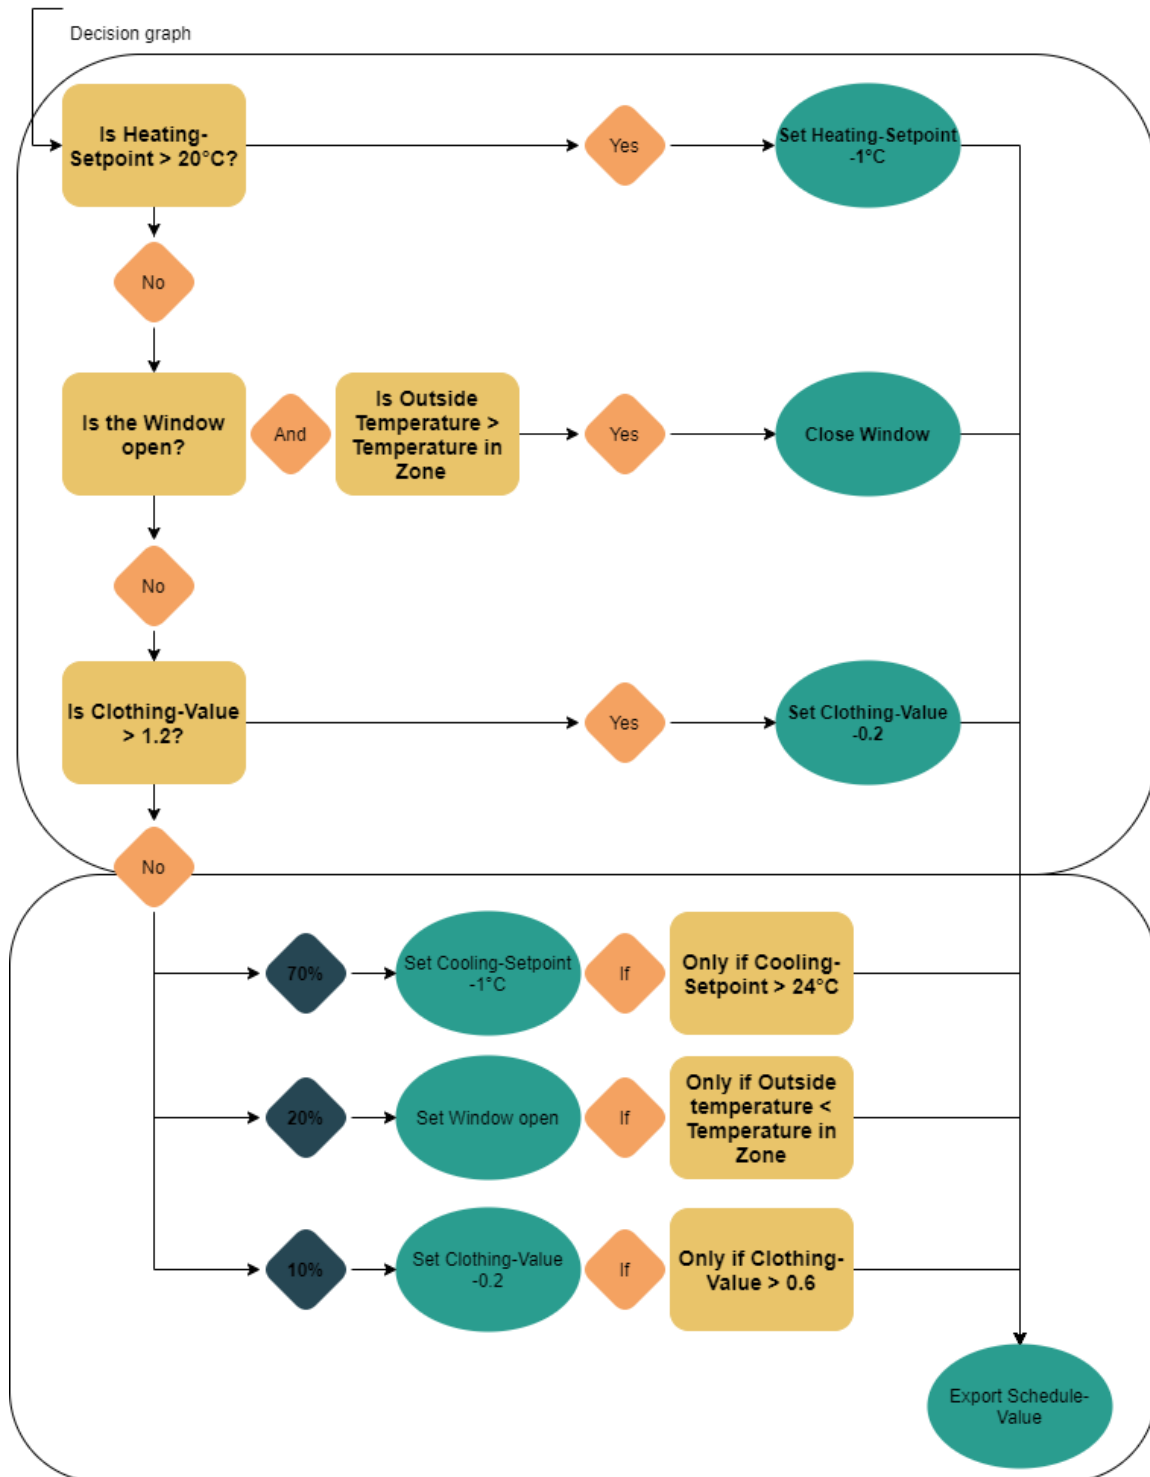 Decision graph
Is Heating-
Setpoint > 20°C?
Yes
Set Heating-Setpoint
-1°C
No
Is the Window
open?
And
Is Outside
Temperature >
Temperature in
Zone
Yes
Close Window
No
Is Clothing-Value
> 1.2?
Yes
Set Clothing-Value
-0.2
No
70%
Set Cooling-Setpoint
-1°C
If
Only if Cooling-
Setpoint > 24°C
20%
Set Window open
If
Only if Outside
temperature <
Temperature in
Zone
10%
Set Clothing-Value
-0.2
If
Only if Clothing-
Value > 0.6
Export Schedule-
Value